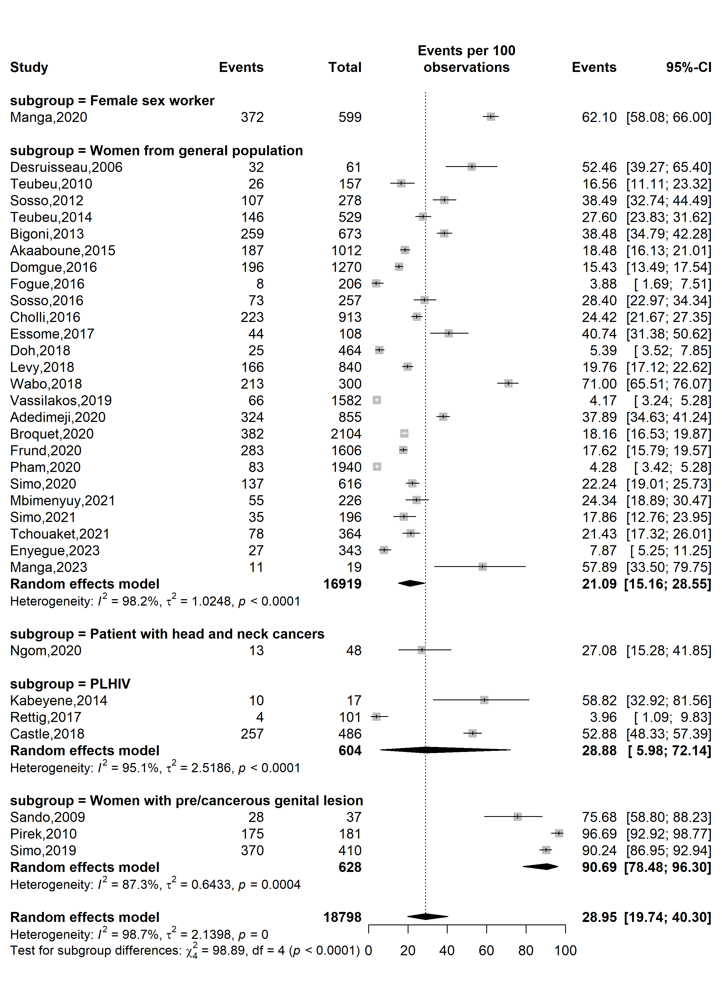 Events per 100
Study Events Total observations Events 95%-CI
subgroup = Female sex worker
Manga,2020 372 599 62.10 [58.08; 66.00]
subgroup = Women from general population
Desruisseau,2006 32 61 52.46 [39.27; 65.40]
Teubeu,2010 26 157 16.56 [11.11; 23.32]
Sosso,2012 107 278 38.49 [32.74; 44.49]
Teubeu,2014 146 529 27.60 [23.83; 31.62]
Bigoni,2013 259 673 38.48 [34.79; 42.28]
Akaaboune,2015 187 1012 18.48 [16.13; 21.01]
Domgue,2016 196 1270 15.43 [13.49; 17.54]
Fogue,2016 8 206 3.88 [ 1.69; 7.51]
Sosso,2016 73 257 28.40 [22.97; 34.34]
Cholli,2016 223 913 24.42 [21.67; 27.35]
Essome,2017 44 108 40.74 [31.38; 50.62]
Doh,2018 25 464 5.39 [ 3.52; 7.85]
Levy,2018 166 840 19.76 [17.12; 22.62]
Wabo,2018 213 300 71.00 [65.51; 76.07]
Vassilakos,2019 66 1582 4.17 [ 3.24; 5.28]
Adedimeji,2020 324 855 37.89 [34.63; 41.24]
Broquet,2020 382 2104 18.16 [16.53; 19.87]
Frund,2020 283 1606 17.62 [15.79; 19.57]
Pham,2020 83 1940 4.28 [ 3.42; 5.28]
Simo,2020 137 616 22.24 [19.01; 25.73]
Mbimenyuy,2021 55 226 24.34 [18.89; 30.47]
Simo,2021 35 196 17.86 [12.76; 23.95]
Tchouaket,2021 78 364 21.43 [17.32; 26.01]
Enyegue,2023 27 343 7.87 [ 5.25; 11.25]
Manga,2023 11 19 57.89 [33.50; 79.75]
Random effects model 16919 21.09 [15.16; 28.55]
Heterogeneity: I² = 98.2%, τ² = 1.0248, p < 0.0001
subgroup = Patient with head and neck cancers
Ngom,2020 13 48 27.08 [15.28; 41.85]
subgroup = PLHIV
Kabeyene,2014 10 17 58.82 [32.92; 81.56]
Rettig,2017 4 101 3.96 [ 1.09; 9.83]
Castle,2018 257 486 52.88 [48.33; 57.39]
Random effects model 604 28.88 [ 5.98; 72.14]
Heterogeneity: I² = 95.1%, τ² = 2.5186, p < 0.0001
subgroup = Women with pre/cancerous genital lesion
Sando,2009 28 37 75.68 [58.80; 88.23]
Pirek,2010 175 181 96.69 [92.92; 98.77]
Simo,2019 370 410 90.24 [86.95; 92.94]
Random effects model 628 90.69 [78.48; 96.30]
Heterogeneity: I² = 87.3%, τ² = 0.6433, p = 0.0004
Random effects model 18798 28.95 [19.74; 40.30]
Heterogeneity: I² = 98.7%, τ² = 2.1398, p = 0
Test for subgroup differences: χ²₄ = 98.89, df = 4 (p < 0.0001) 0 20 40 60 80 100